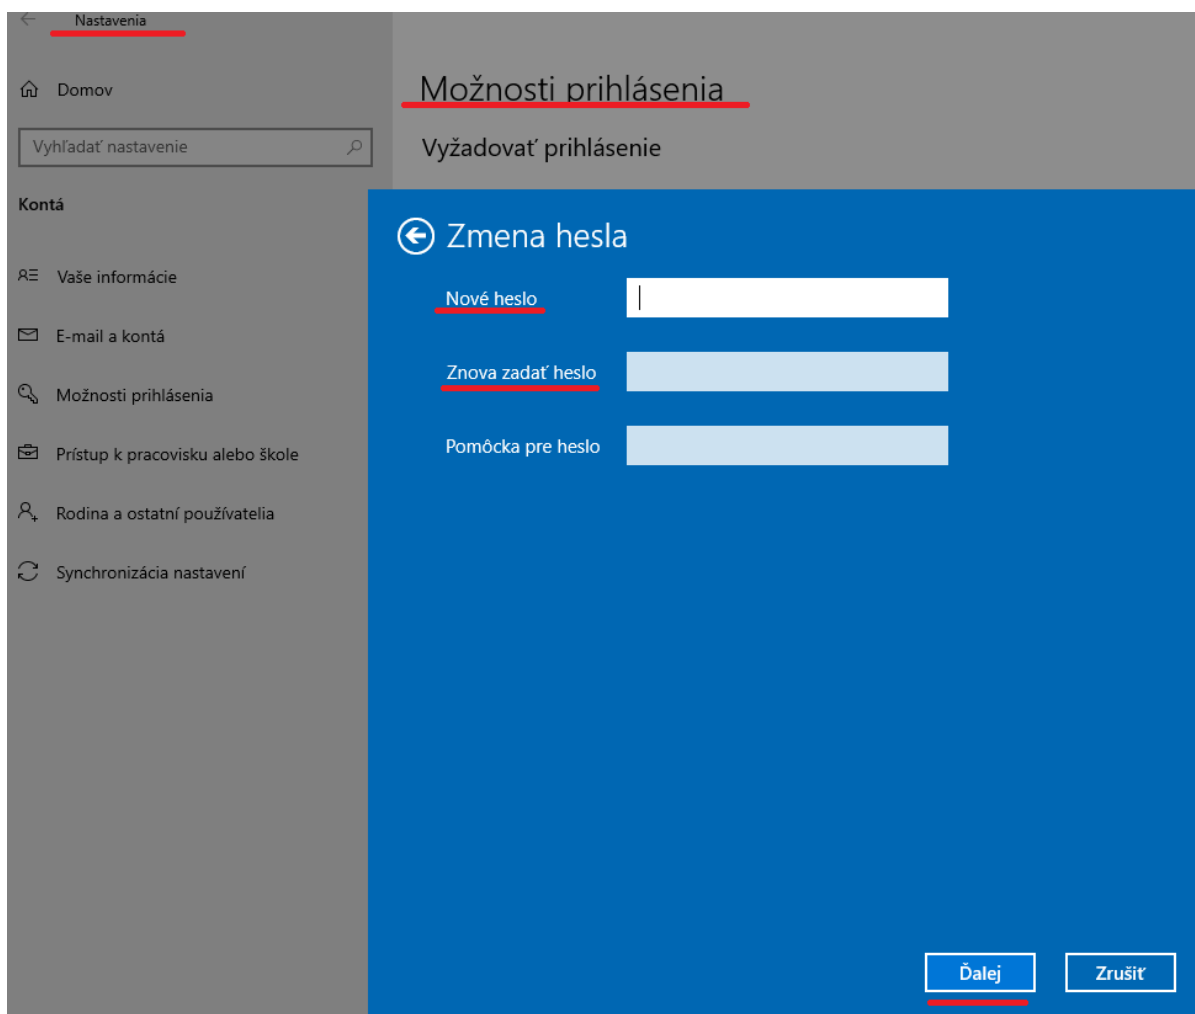 Nastavenia
Domov
Vyhľadať nastavenie
Kontá
Vaše informácie
E-mail a kontá
Možnosti prihlásenia
Prístup k pracovisku alebo škole
Rodina a ostatní používatelia
Synchronizácia nastavení
Možnosti prihlásenia
Vyžadovať prihlásenie
Zmena hesla
Nové heslo
Znova zadať heslo
Pomôcka pre heslo
Ďalej
Zrušiť